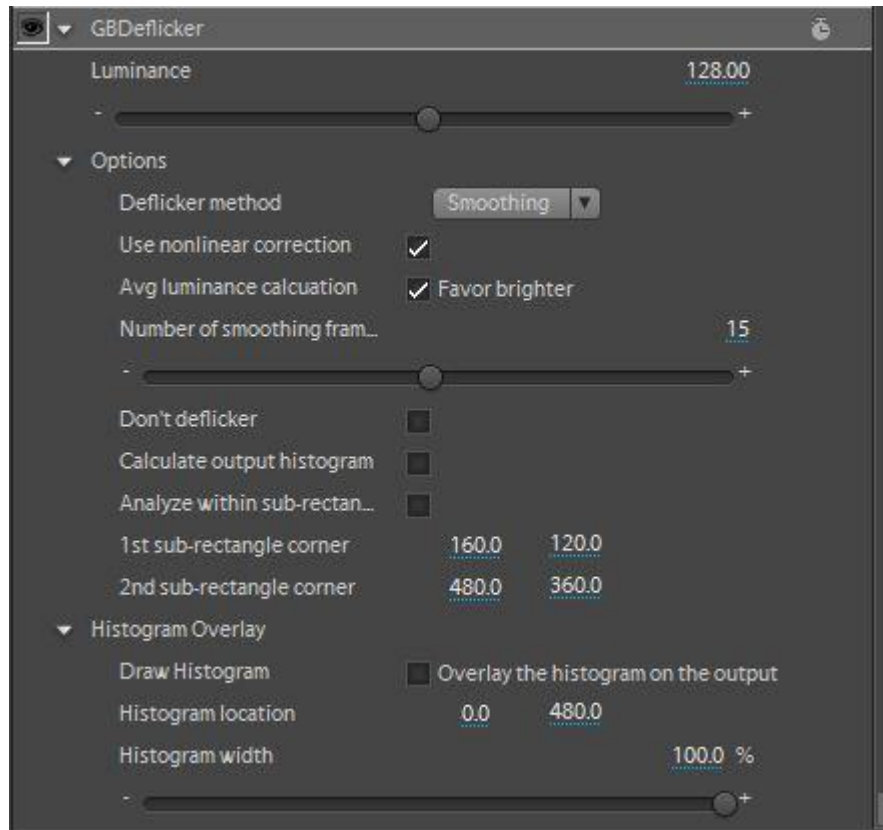 GBDeflicker
Luminance 128.00
- +
Options
Deflicker method Smoothing
Use nonlinear correction
Avg luminance calcuation Favor brighter
Number of smoothing fram... 15
- +
Don't deflicker
Calculate output histogram
Analyze within sub-rectan...
1st sub-rectangle corner 160.0 120.0
2nd sub-rectangle corner 480.0 360.0
Histogram Overlay
Draw Histogram Overlay the histogram on the output
Histogram location 0.0 480.0
Histogram width 100.0 %
- +